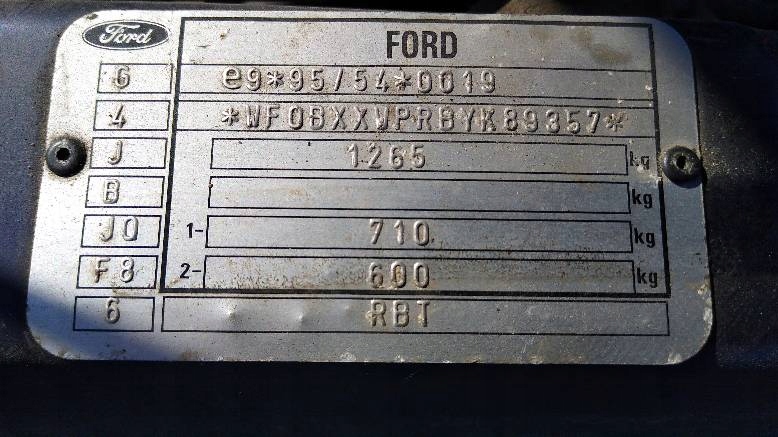 Ford FORD
G e9*95/54*0019
4 *WF0BXXWPRBYK89357*
J 1265 kg
B kg
J0 1- 710 kg
F8 2- 600 kg
6 RBT